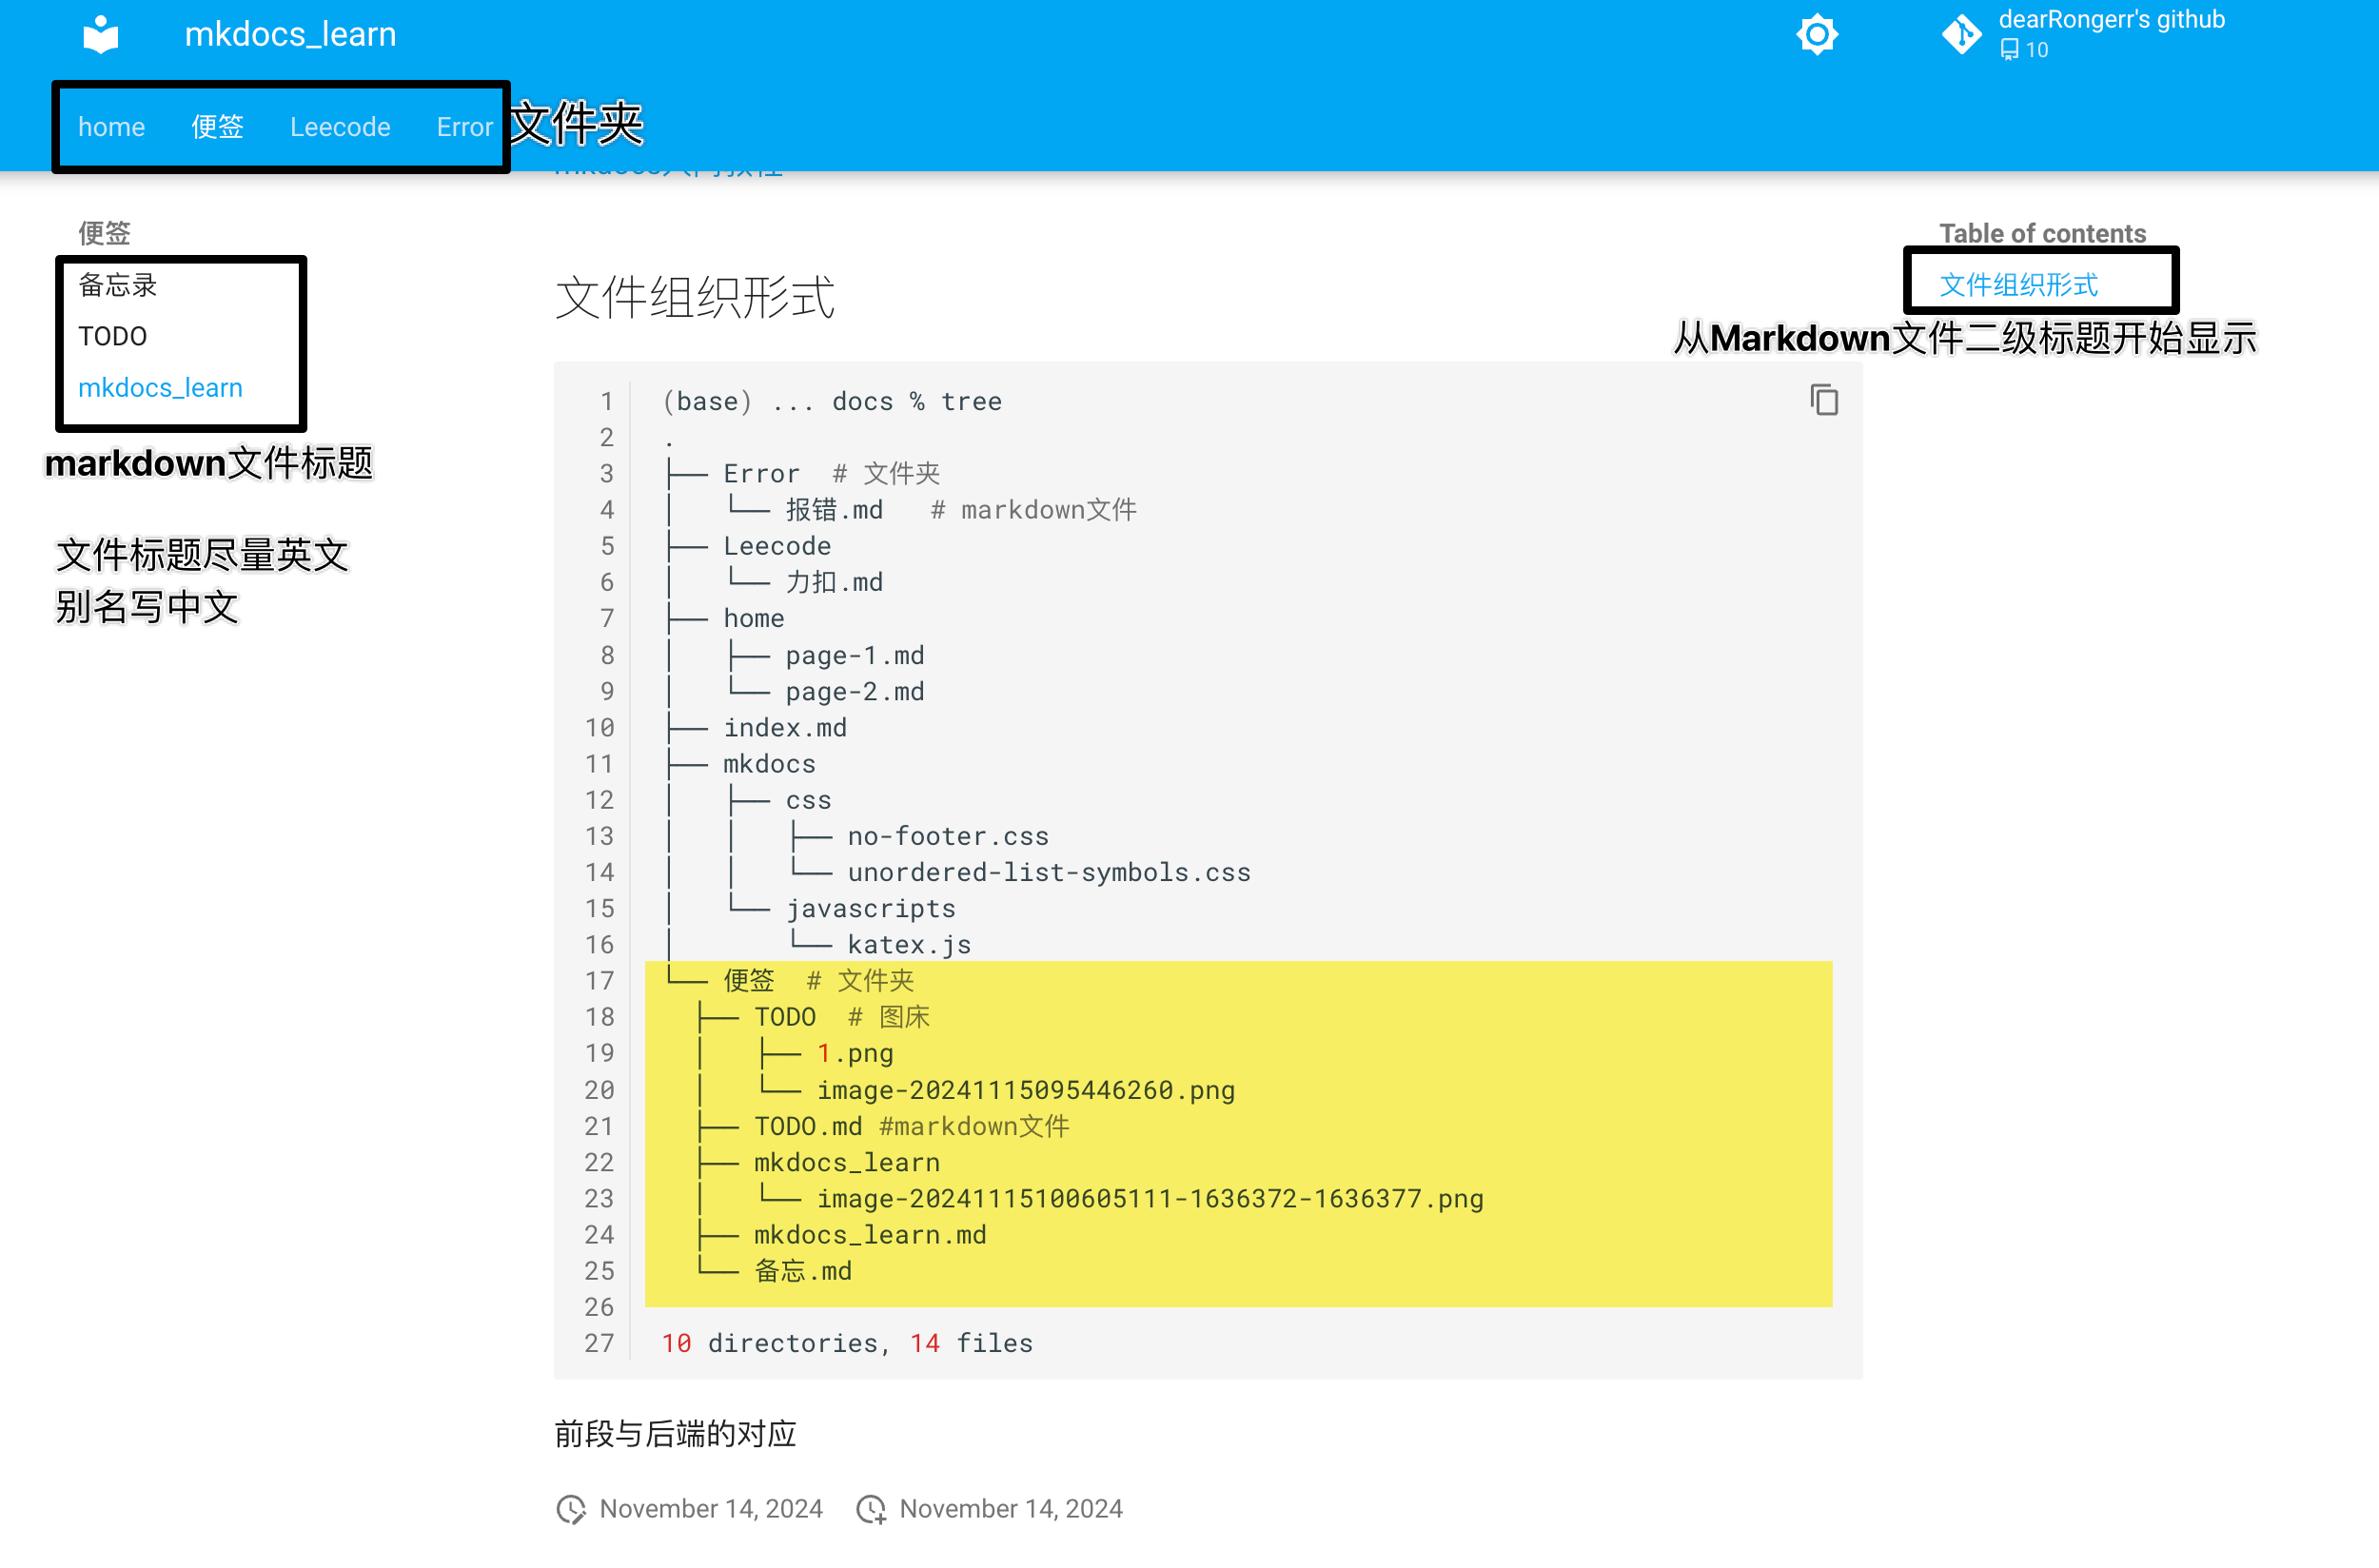 mkdocs_learn
dearRongerr's github
10
home 便签 Leecode Error
文件夹
mkdocs入门教程
便签
备忘录
TODO
mkdocs_learn
markdown文件标题
文件标题尽量英文
别名写中文
Table of contents
文件组织形式
从Markdown文件二级标题开始显示
文件组织形式
1 (base) ... docs % tree
2 .
3 ├── Error  # 文件夹
4 │   └── 报错.md   # markdown文件
5 ├── Leecode
6 │   └── 力扣.md
7 ├── home
8 │   ├── page-1.md
9 │   └── page-2.md
10 ├── index.md
11 ├── mkdocs
12 │   ├── css
13 │   │   ├── no-footer.css
14 │   │   └── unordered-list-symbols.css
15 │   └── javascripts
16 │       └── katex.js
17 └── 便签  # 文件夹
18   ├── TODO  # 图床
19   │   ├── 1.png
20   │   └── image-20241115095446260.png
21   ├── TODO.md #markdown文件
22   ├── mkdocs_learn
23   │   └── image-20241115100605111-1636372-1636377.png
24   ├── mkdocs_learn.md
25   └── 备忘.md
26
27 10 directories, 14 files
前段与后端的对应
November 14, 2024 November 14, 2024